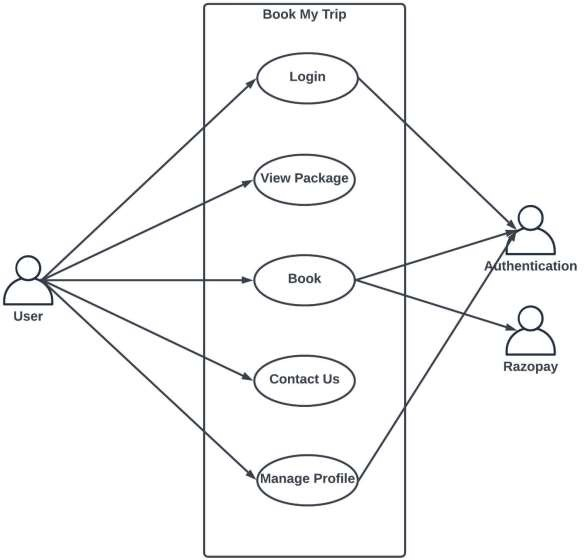 Book My Trip
Login
View Package
Book
Contact Us
Manage Profile
User
Authentication
Razopay